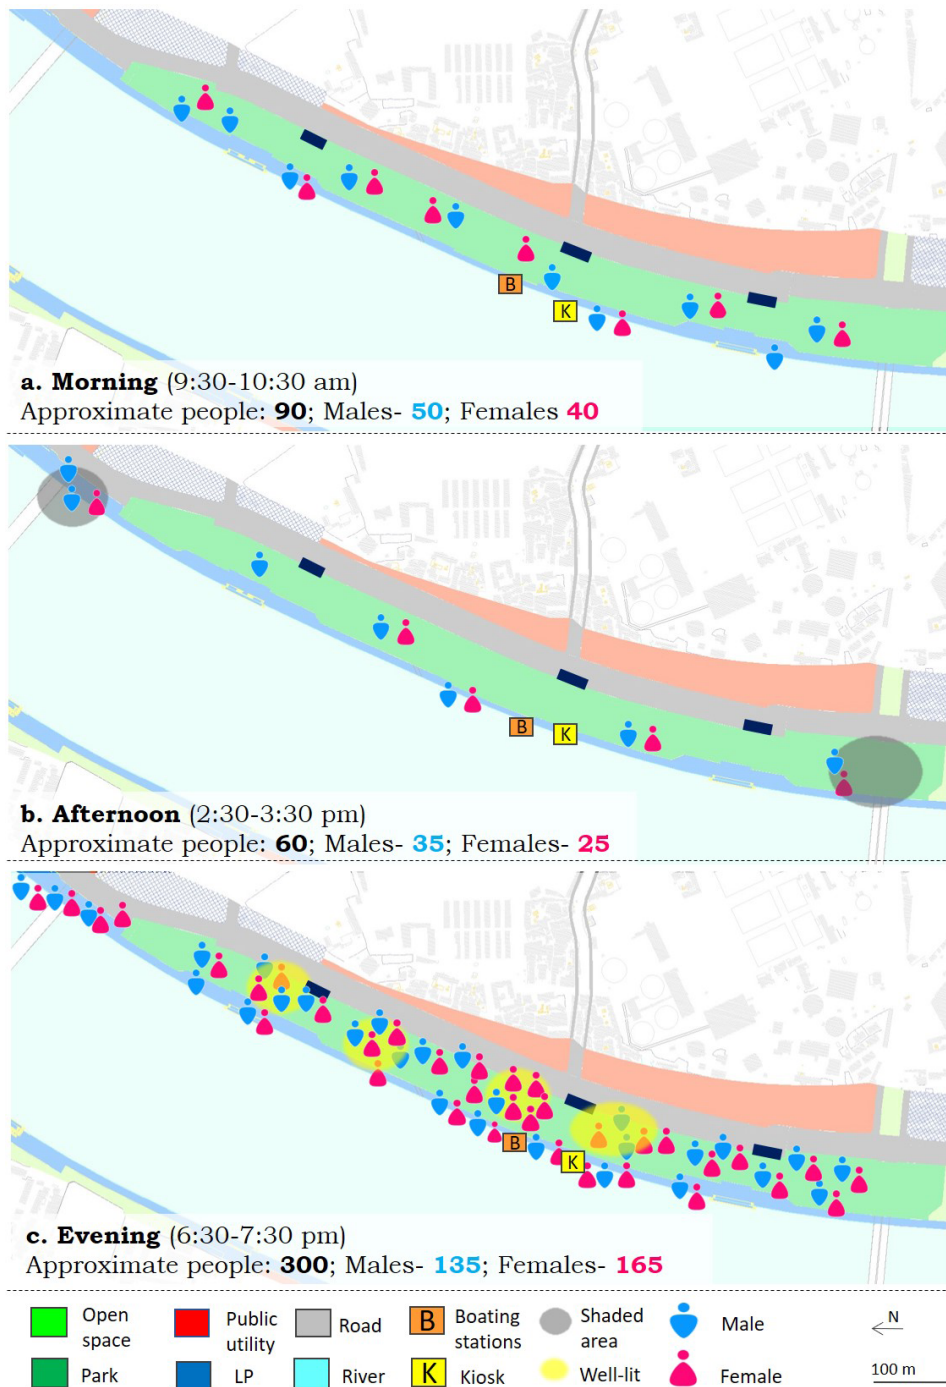 B
K
a. Morning (9:30-10:30 am)
Approximate people: 90; Males- 50; Females 40
B
K
b. Afternoon (2:30-3:30 pm)
Approximate people: 60; Males- 35; Females- 25
B
K
c. Evening (6:30-7:30 pm)
Approximate people: 300; Males- 135; Females- 165
Open space
Public utility
Road
B Boating stations
Shaded area
Male
N
Park
LP
River
K Kiosk
Well-lit
Female
100 m